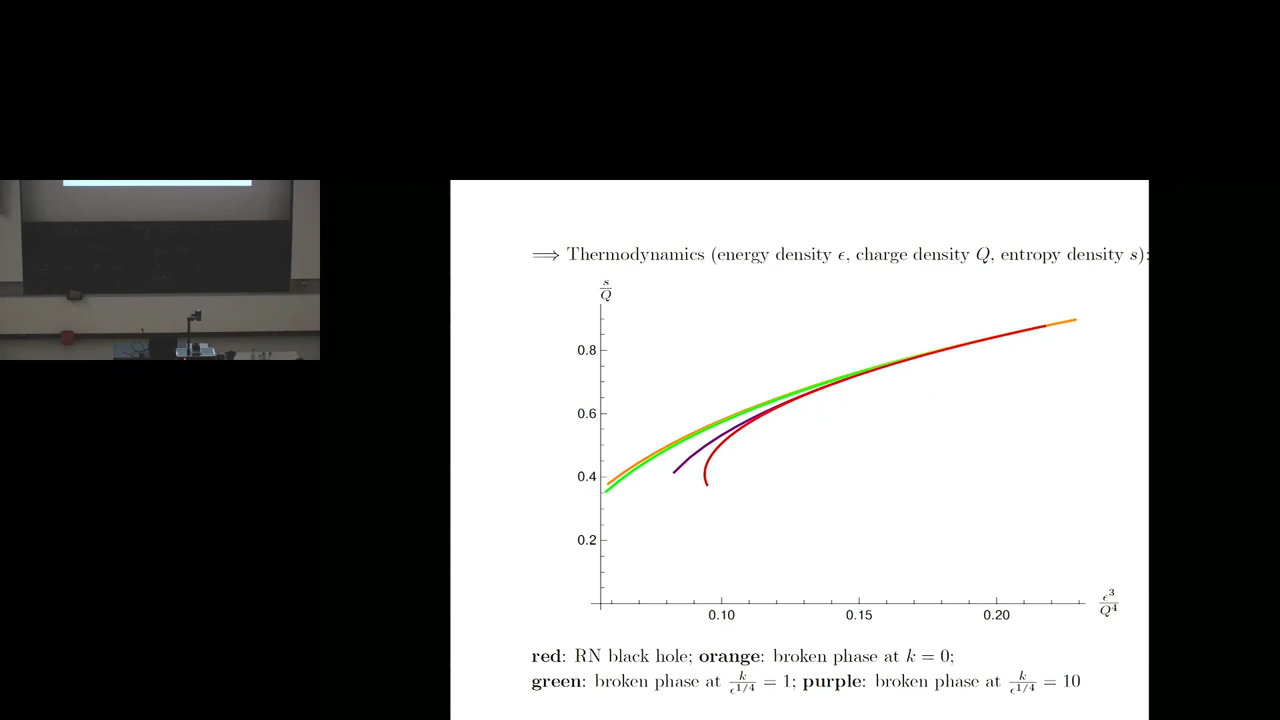 ⟹ Thermodynamics (energy density ϵ, charge density Q, entropy density s):
s/Q
0.8
0.6
0.4
0.2
0.10 0.15 0.20
ϵ³/Q⁴
red: RN black hole; orange: broken phase at k = 0;
green: broken phase at k/ϵ^{1/4} = 1; purple: broken phase at k/ϵ^{1/4} = 10